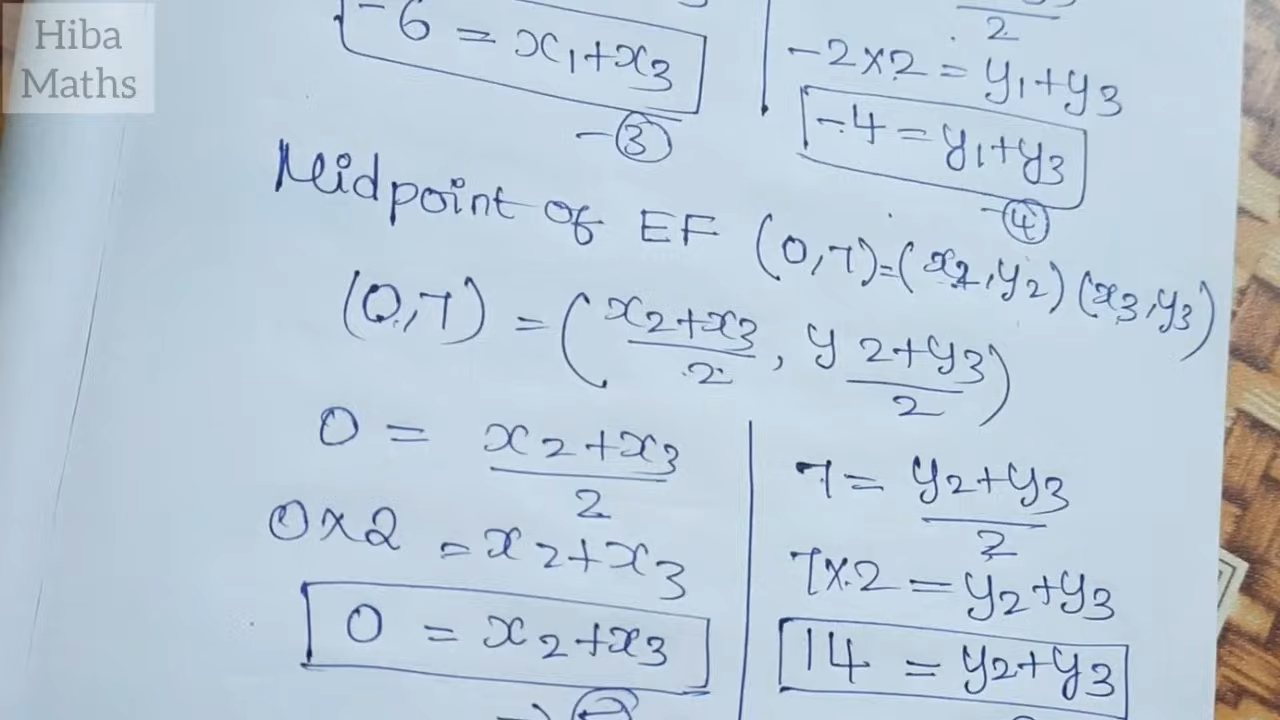 Hiba
Maths
-6 = x₁+x₃
-③
2
-2×2 = y₁+y₃
-4 = y₁+y₃
-④
Midpoint of EF (0,7)=(x₂,y₂)(x₃,y₃)
(0,7) = (x₂+x₃/2, y₂+y₃/2)
0 = x₂+x₃/2
0×2 = x₂+x₃
0 = x₂+x₃
7 = y₂+y₃/2
7×2 = y₂+y₃
14 = y₂+y₃